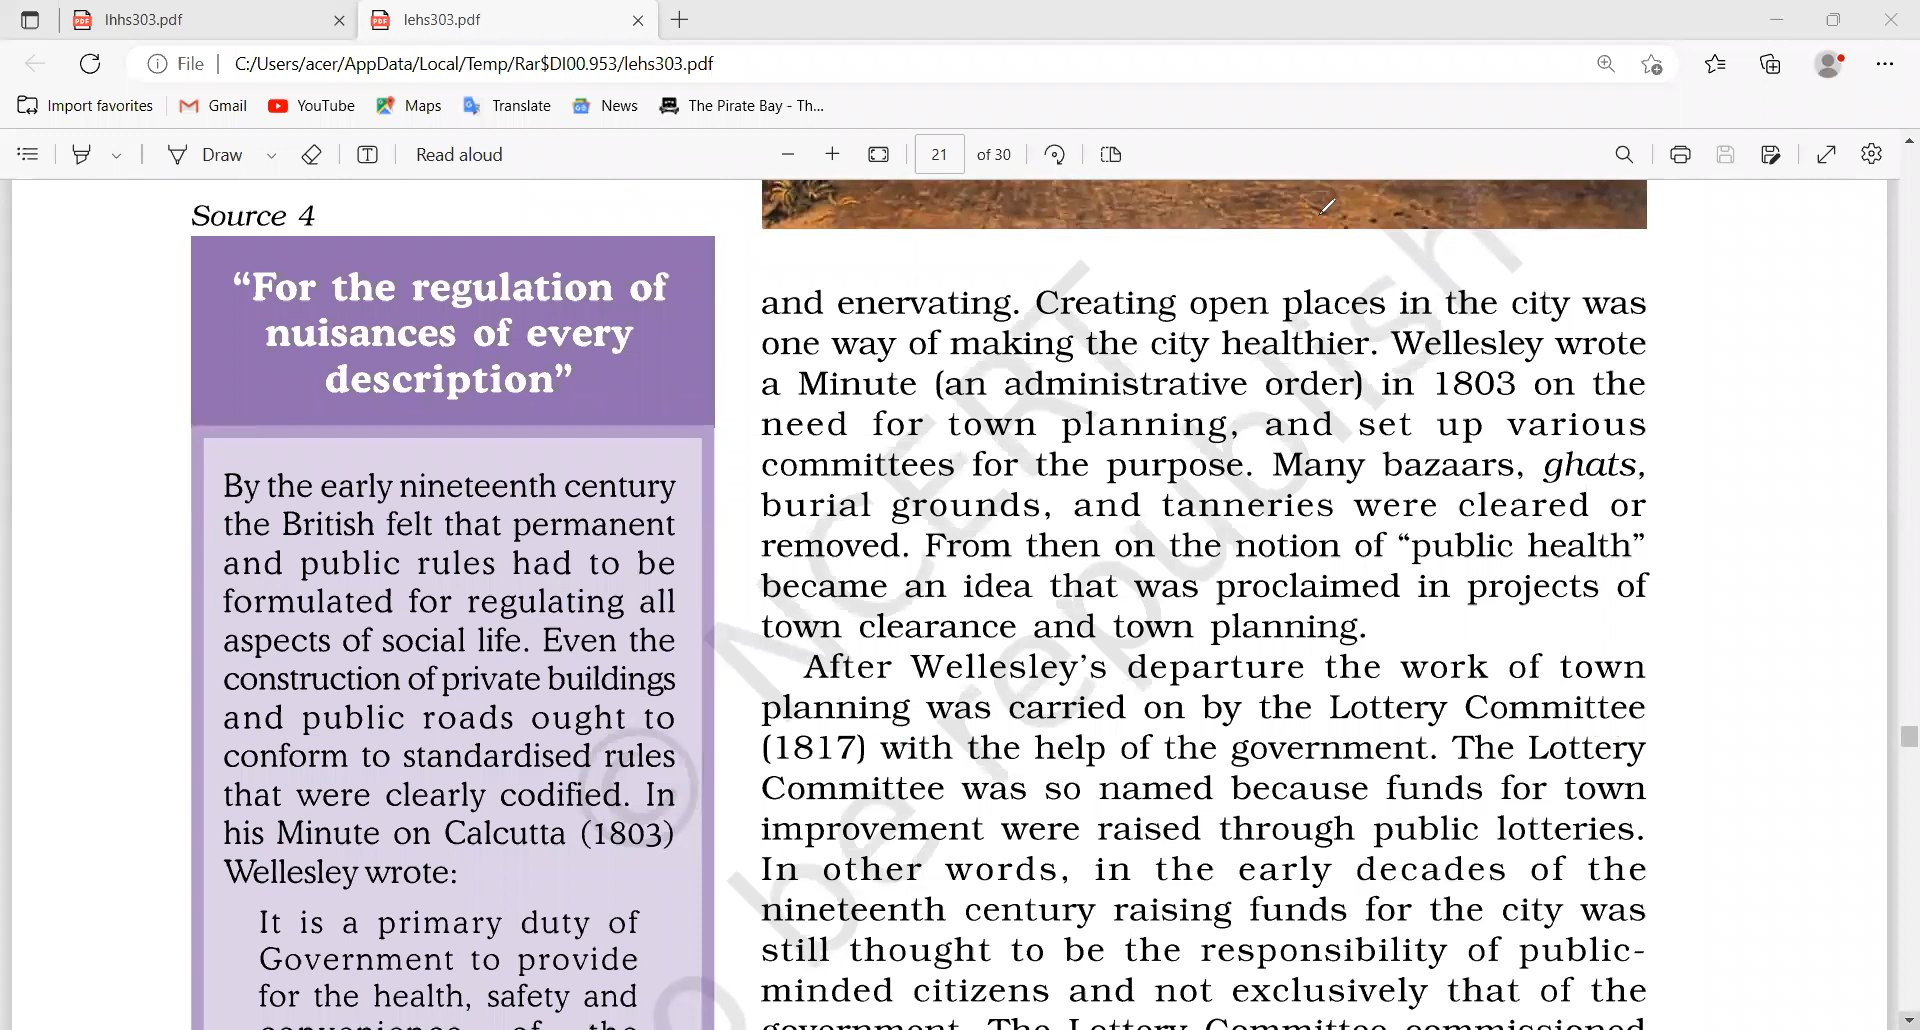 lhhs303.pdf
lehs303.pdf
File
C:/Users/acer/AppData/Local/Temp/Rar$DI00.953/lehs303.pdf
Import favorites
Gmail
YouTube
Maps
Translate
News
The Pirate Bay - Th...
Draw
Read aloud
21
of 30
Source 4
“For the regulation of
nuisances of every
description”
By the early nineteenth century
the British felt that permanent
and public rules had to be
formulated for regulating all
aspects of social life. Even the
construction of private buildings
and public roads ought to
conform to standardised rules
that were clearly codified. In
his Minute on Calcutta (1803)
Wellesley wrote:
It is a primary duty of
Government to provide
for the health, safety and
convenience of the
and enervating. Creating open places in the city was
one way of making the city healthier. Wellesley wrote
a Minute (an administrative order) in 1803 on the
need for town planning, and set up various
committees for the purpose. Many bazaars, ghats,
burial grounds, and tanneries were cleared or
removed. From then on the notion of “public health”
became an idea that was proclaimed in projects of
town clearance and town planning.
After Wellesley’s departure the work of town
planning was carried on by the Lottery Committee
(1817) with the help of the government. The Lottery
Committee was so named because funds for town
improvement were raised through public lotteries.
In other words, in the early decades of the
nineteenth century raising funds for the city was
still thought to be the responsibility of public-
minded citizens and not exclusively that of the
government. The Lottery Committee commissioned
© NCERT
be republish